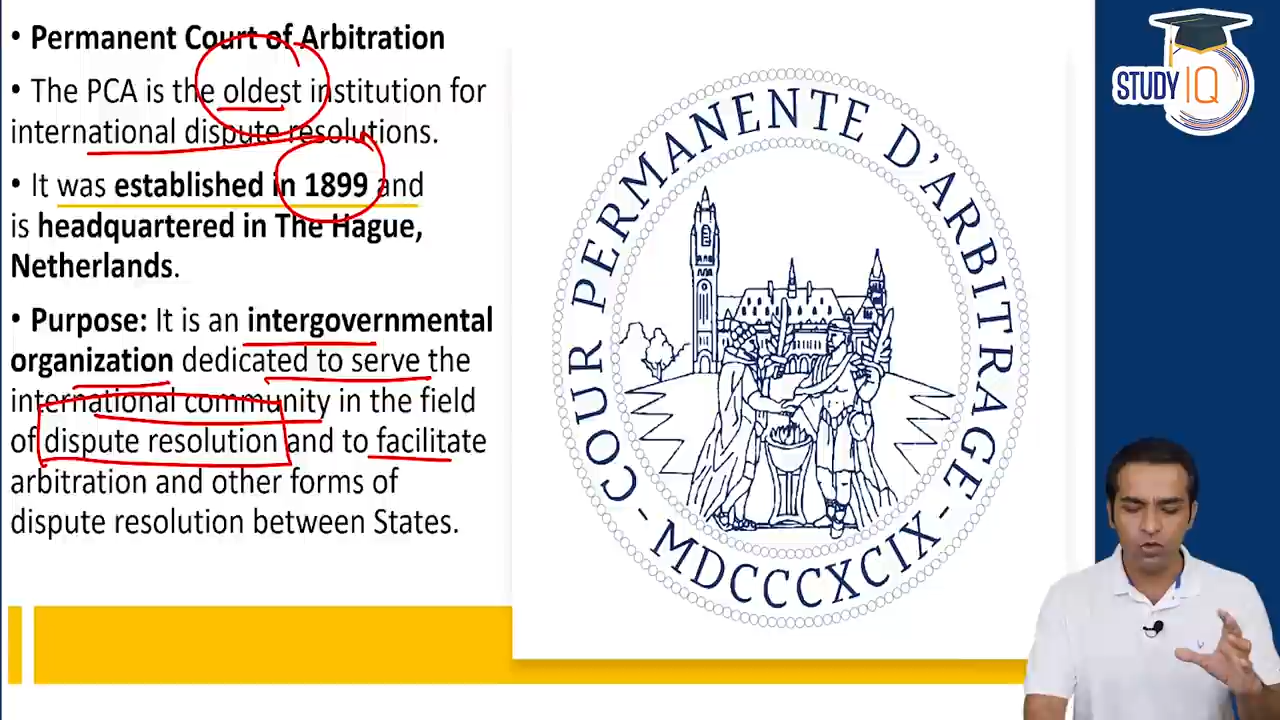 • Permanent Court of Arbitration
• The PCA is the oldest institution for
international dispute resolutions.
• It was established in 1899 and
is headquartered in The Hague,
Netherlands.
• Purpose: It is an intergovernmental
organization dedicated to serve the
international community in the field
of dispute resolution and to facilitate
arbitration and other forms of
dispute resolution between States.
COUR PERMANENTE D'ARBITRAGE
- MDCCCXCIX -
STUDY IQ